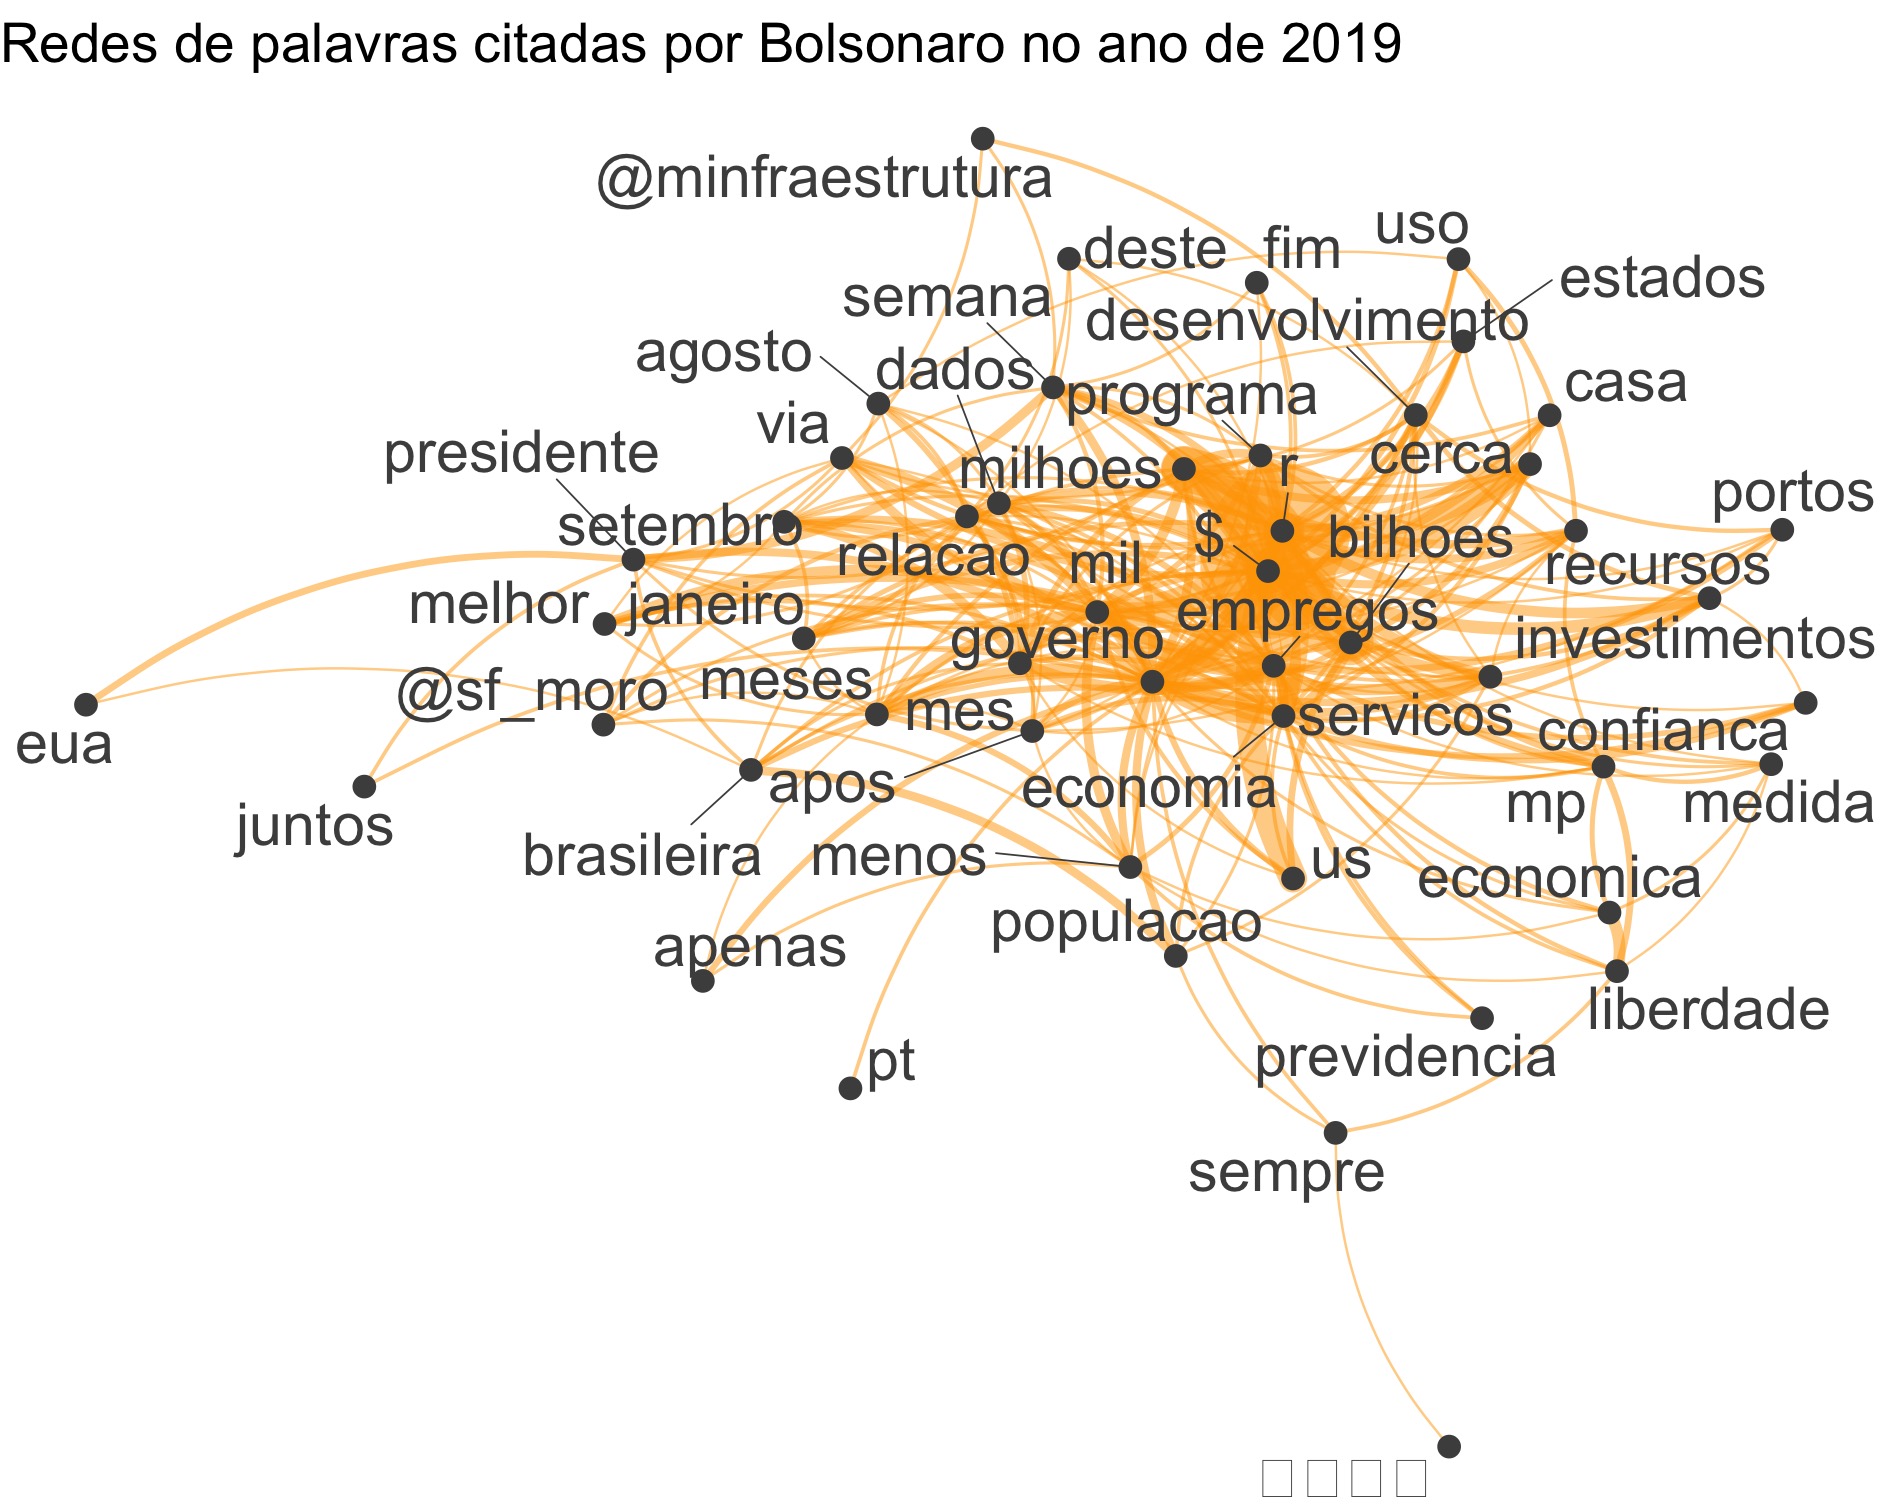 Redes de palavras citadas por Bolsonaro no ano de 2019
@minfraestrutura
uso
deste
fim
estados
semana
desenvolvimento
agosto
dados
casa
programa
via
presidente
milhoes
r
cerca
portos
setembro
$
bilhoes
relacao
mil
recursos
melhor
janeiro
empregos
governo
investimentos
@sf_moro
meses
mes
servicos
confianca
eua
apos
economia
mp
medida
juntos
brasileira
menos
us
economica
populacao
apenas
liberdade
pt
previdencia
sempre